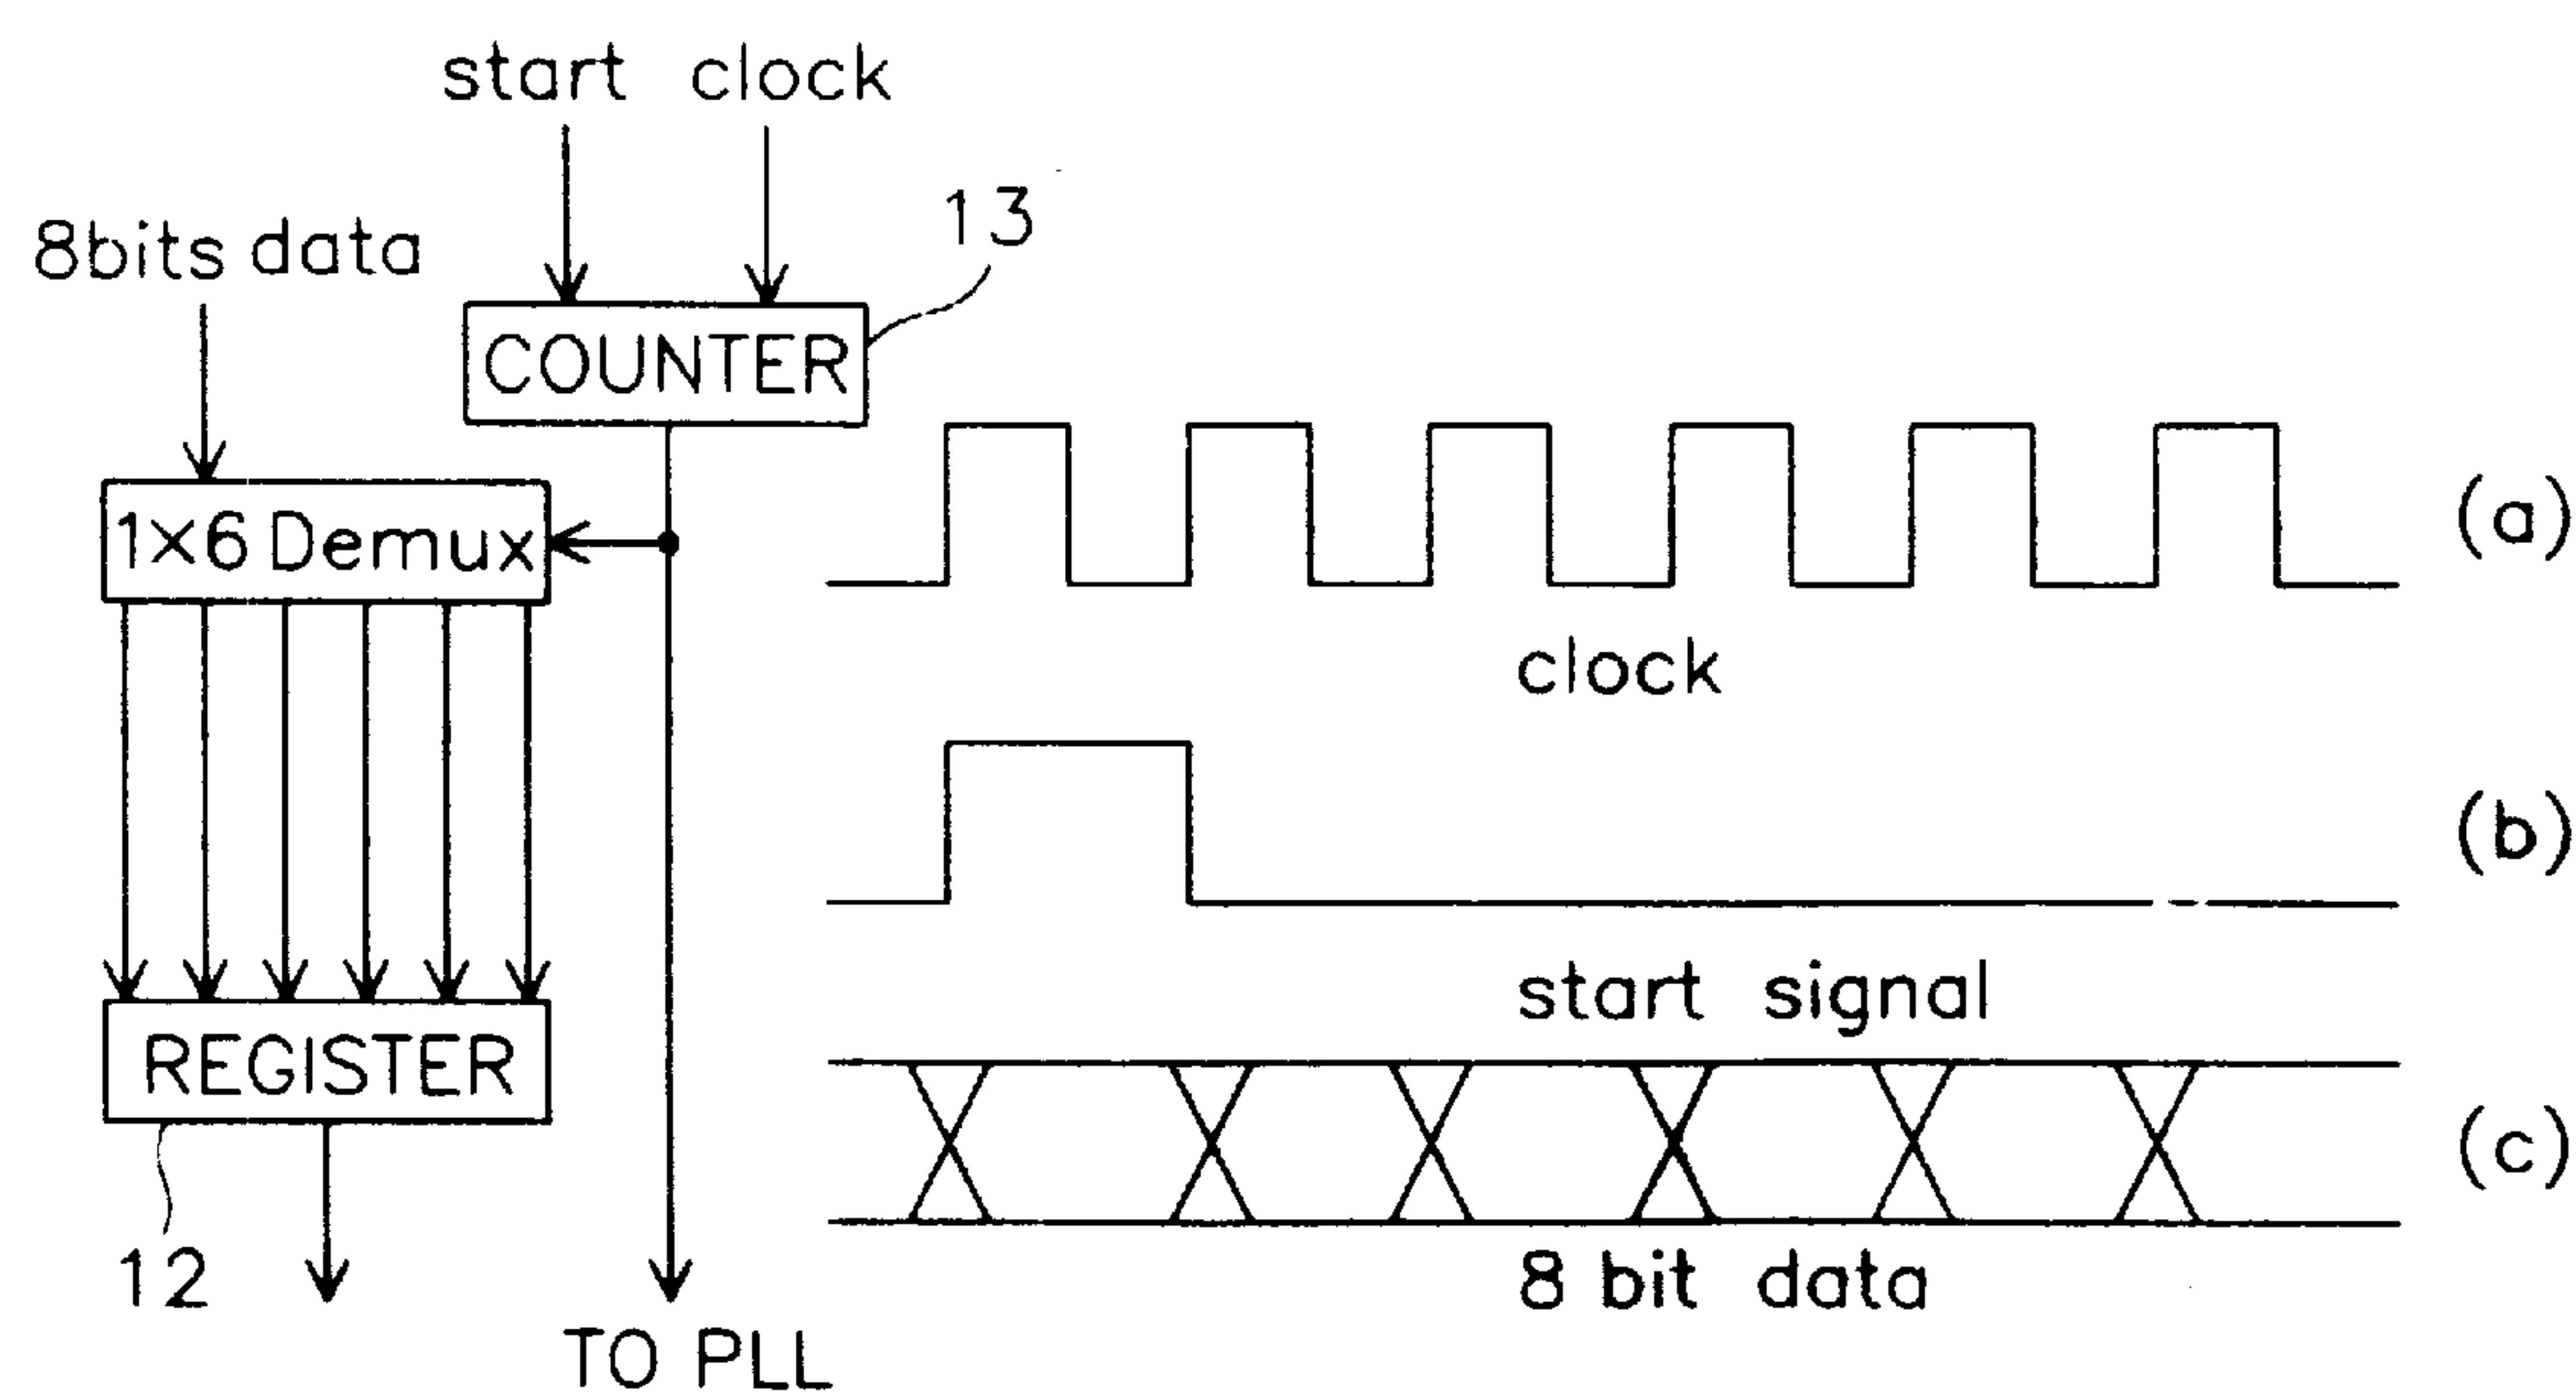 start clock
13
8bits data
COUNTER
1×6 Demux
(a)
clock
(b)
start signal
REGISTER
(c)
12
8 bit data
TO PLL